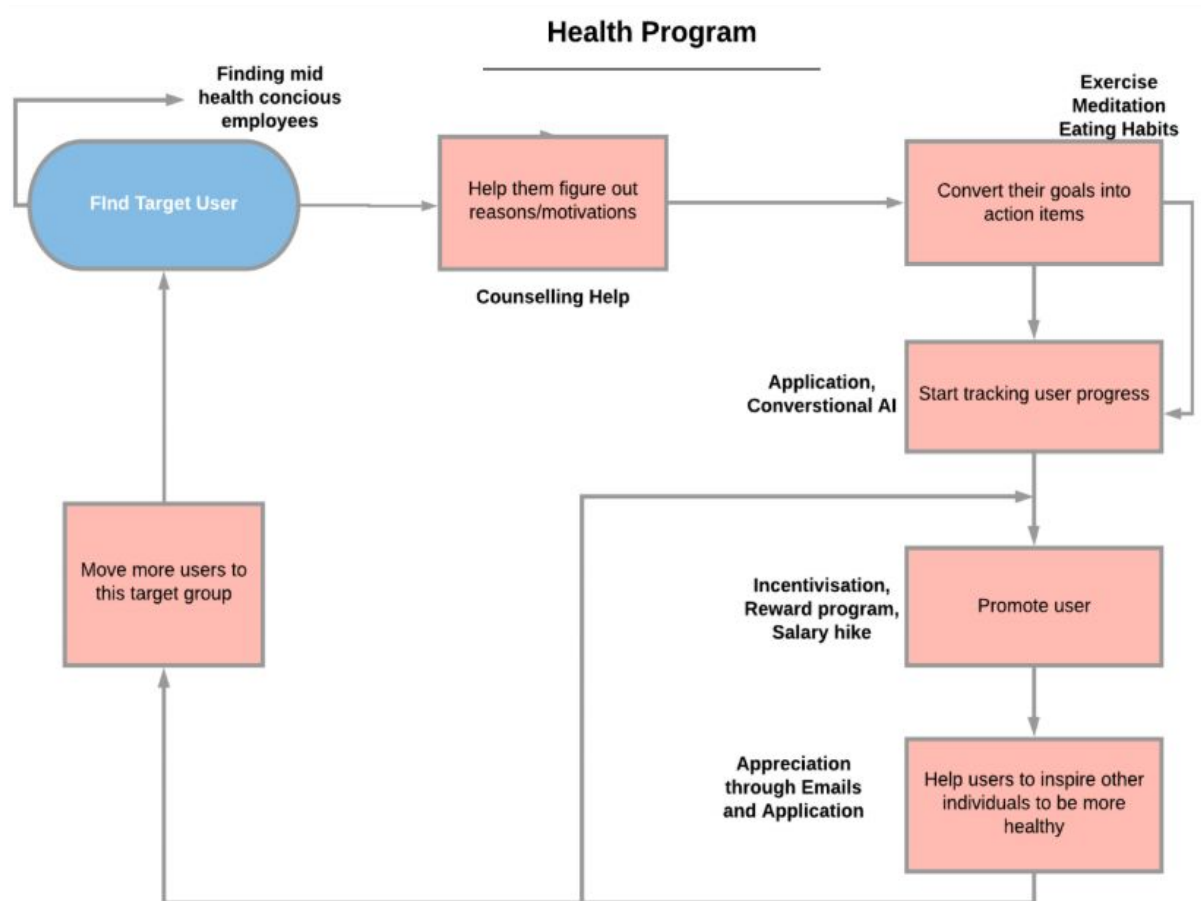 Health Program
Finding mid
health concious
employees
FInd Target User
Help them figure out
reasons/motivations
Counselling Help
Exercise
Meditation
Eating Habits
Convert their goals into
action items
Application,
Converstional AI
Start tracking user progress
Incentivisation,
Reward program,
Salary hike
Promote user
Appreciation
through Emails
and Application
Help users to inspire other
individuals to be more
healthy
Move more users to
this target group